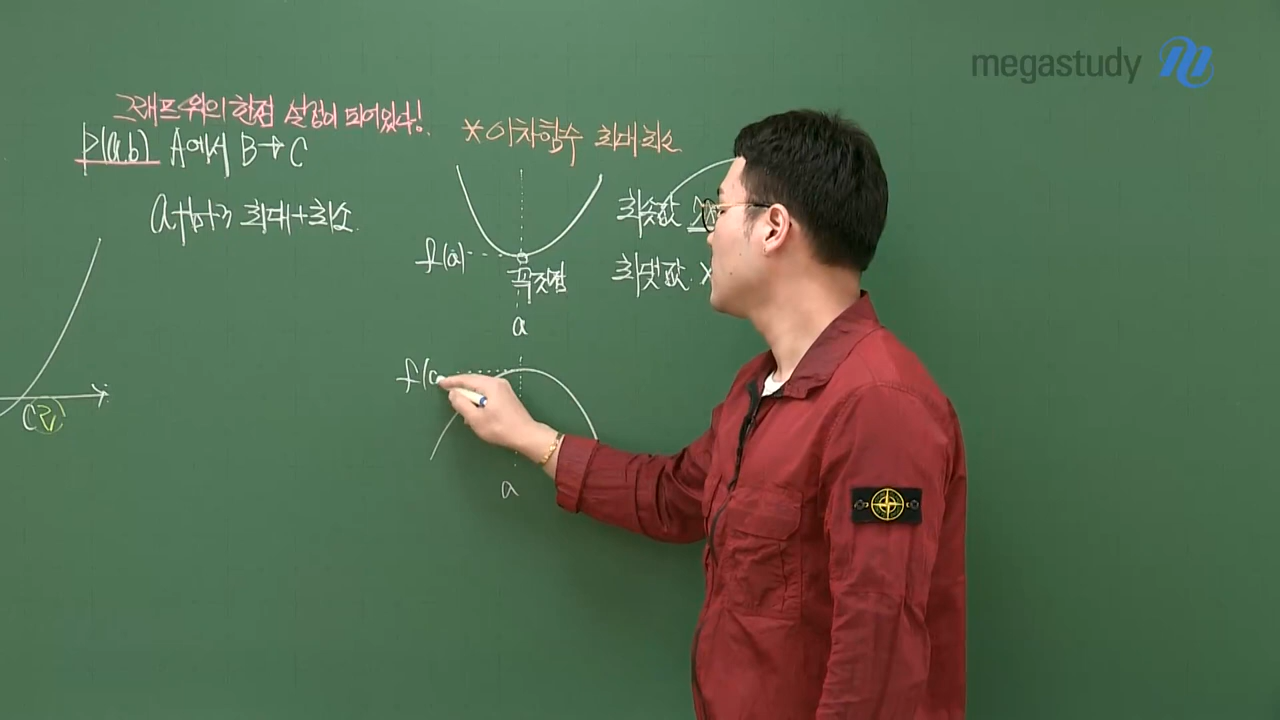 megastudy
그래프위의 한점 설정이 되어있다!
P(a,b) A에서 B→C
a+b+3 최대+최소
*이차함수 최대최소
f(a)
꼭짓점
a
최솟값
최댓값
f(a
a